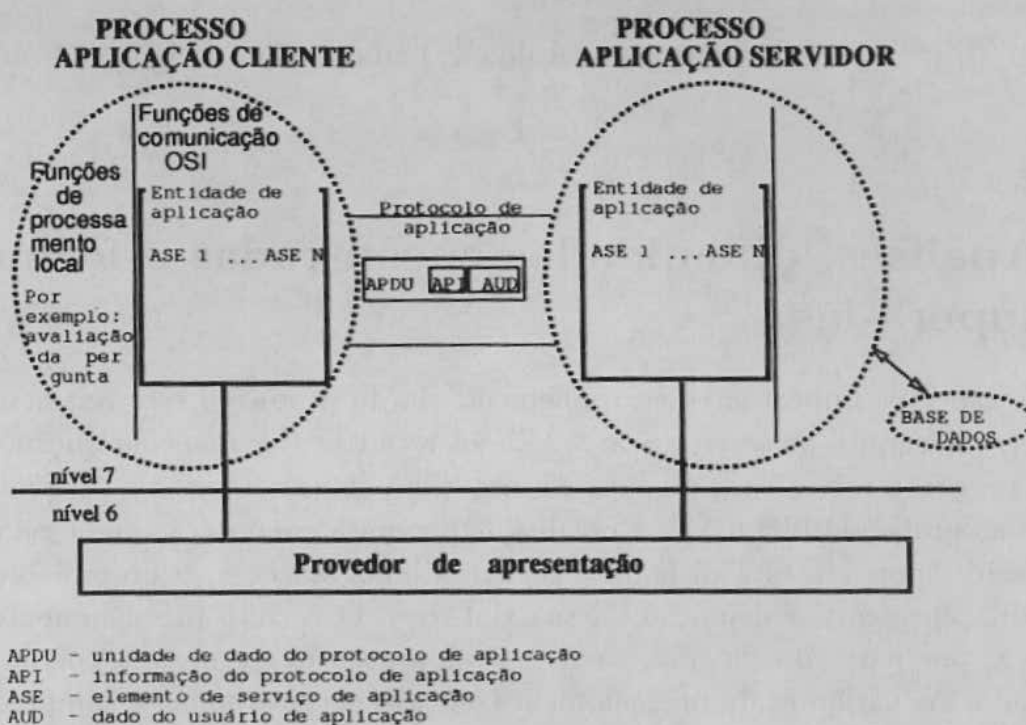 PROCESSO
APLICAÇÃO CLIENTE
PROCESSO
APLICAÇÃO SERVIDOR
Funções de
comunicação
OSI
Funções
de
processa
mento
local
Por
exemplo:
avaliação
da per
gunta
Entidade de
aplicação
ASE 1 ...ASE N
Protocolo de
aplicação
APDU API AUD
Entidade de
aplicação
ASE 1 ...ASE N
BASE DE
DADOS
nível 7
nível 6
Provedor de apresentação
APDU - unidade de dado do protocolo de aplicação
API - informação do protocolo de aplicação
ASE - elemento de serviço de aplicação
AUD - dado do usuário de aplicação